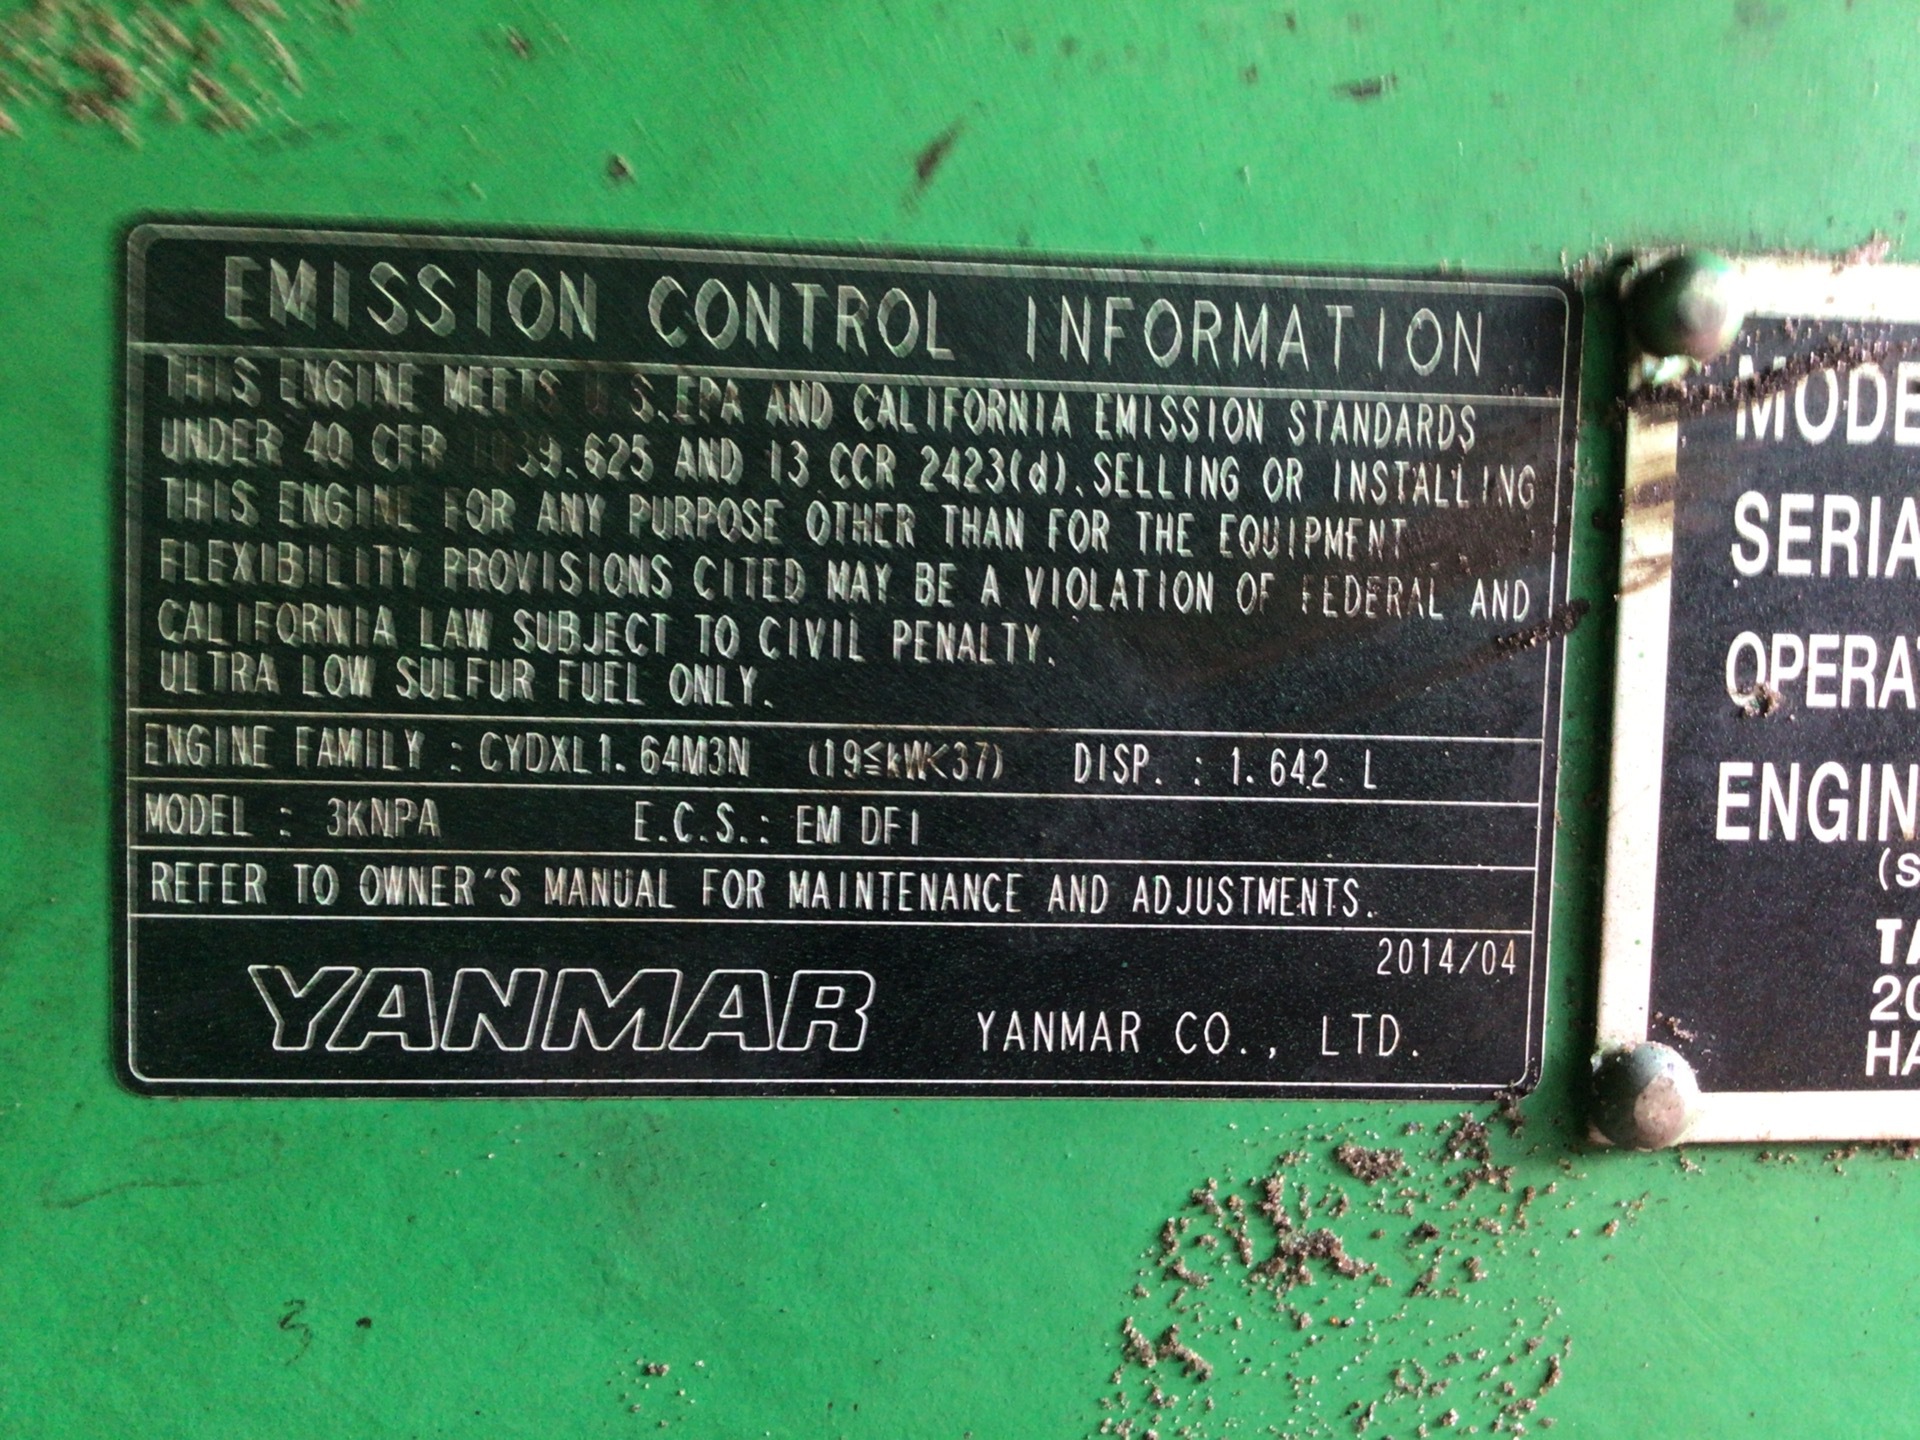 EMISSION CONTROL INFORMATION
THIS ENGINE MEETS U.S.EPA AND CALIFORNIA EMISSION STANDARDS
UNDER 40 CFR 1039.625 AND 13 CCR 2423(d).SELLING OR INSTALLING
THIS ENGINE FOR ANY PURPOSE OTHER THAN FOR THE EQUIPMENT
FLEXIBILITY PROVISIONS CITED MAY BE A VIOLATION OF FEDERAL AND
CALIFORNIA LAW SUBJECT TO CIVIL PENALTY.
ULTRA LOW SULFUR FUEL ONLY.
ENGINE FAMILY : CYDXL1.64M3N (19≦kW<37) DISP. : 1.642 L
MODEL : 3KNPA E.C.S.: EM DFI
REFER TO OWNER'S MANUAL FOR MAINTENANCE AND ADJUSTMENTS.
2014/04
YANMAR YANMAR CO., LTD.
MODE
SERIA
OPERA
ENGIN
(S
TA
20
HA